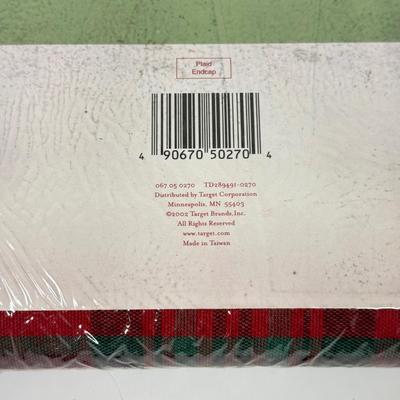 Plaid
Endcap
4 90670 50270 4
067 05 0270 TD289491-0270
Distributed by Target Corporation
Minneapolis, MN 55403
©2002 Target Brands, Inc.
All Rights Reserved
www.target.com
Made in Taiwan